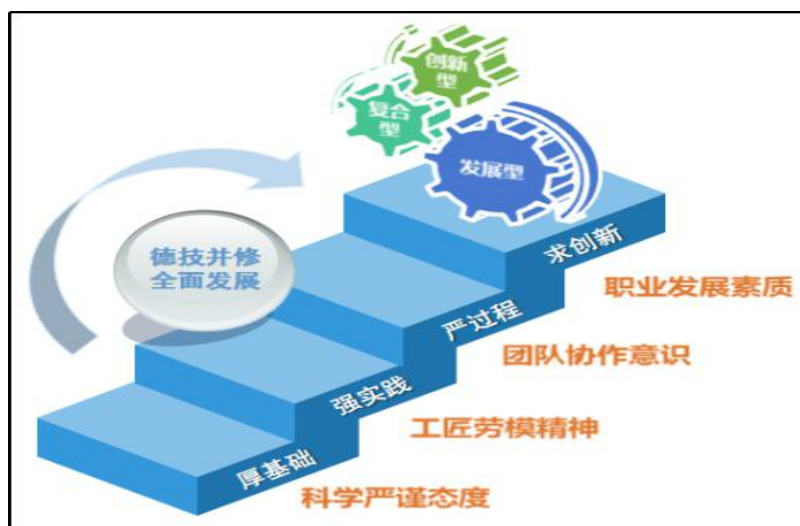 创新
型
复合
型
发展型
德技并修
全面发展
求创新
职业发展素质
严过程
团队协作意识
强实践
工匠劳模精神
厚基础
科学严谨态度